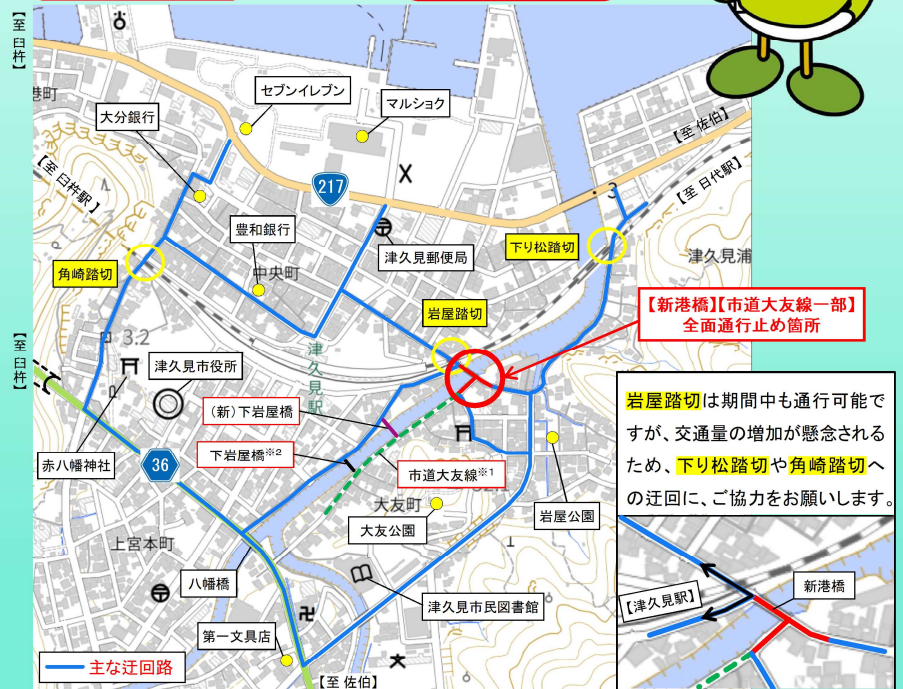 【至 臼杵】
港町
セブンイレブン
マルショク
大分銀行
【至 佐伯】
【至 臼杵駅】
217
3
【至 日代駅】
豊和銀行
津久見郵便局
下り松踏切
津久見浦
角崎踏切
中央町
【新港橋】【市道大友線一部】
全面通行止め箇所
岩屋踏切
【至 臼杵】
3.2
津久見市役所
津久見駅
(新)下岩屋橋
下岩屋橋※2
36
赤八幡神社
市道大友線※1
大友町
大友公園
岩屋公園
上宮本町
八幡橋
津久見市民図書館
第一文具店
主な迂回路
【至 佐伯】
岩屋踏切は期間中も通行可能で
すが、交通量の増加が懸念される
ため、下り松踏切や角崎踏切へ
の迂回に、ご協力をお願いします。
新港橋
【津久見駅】